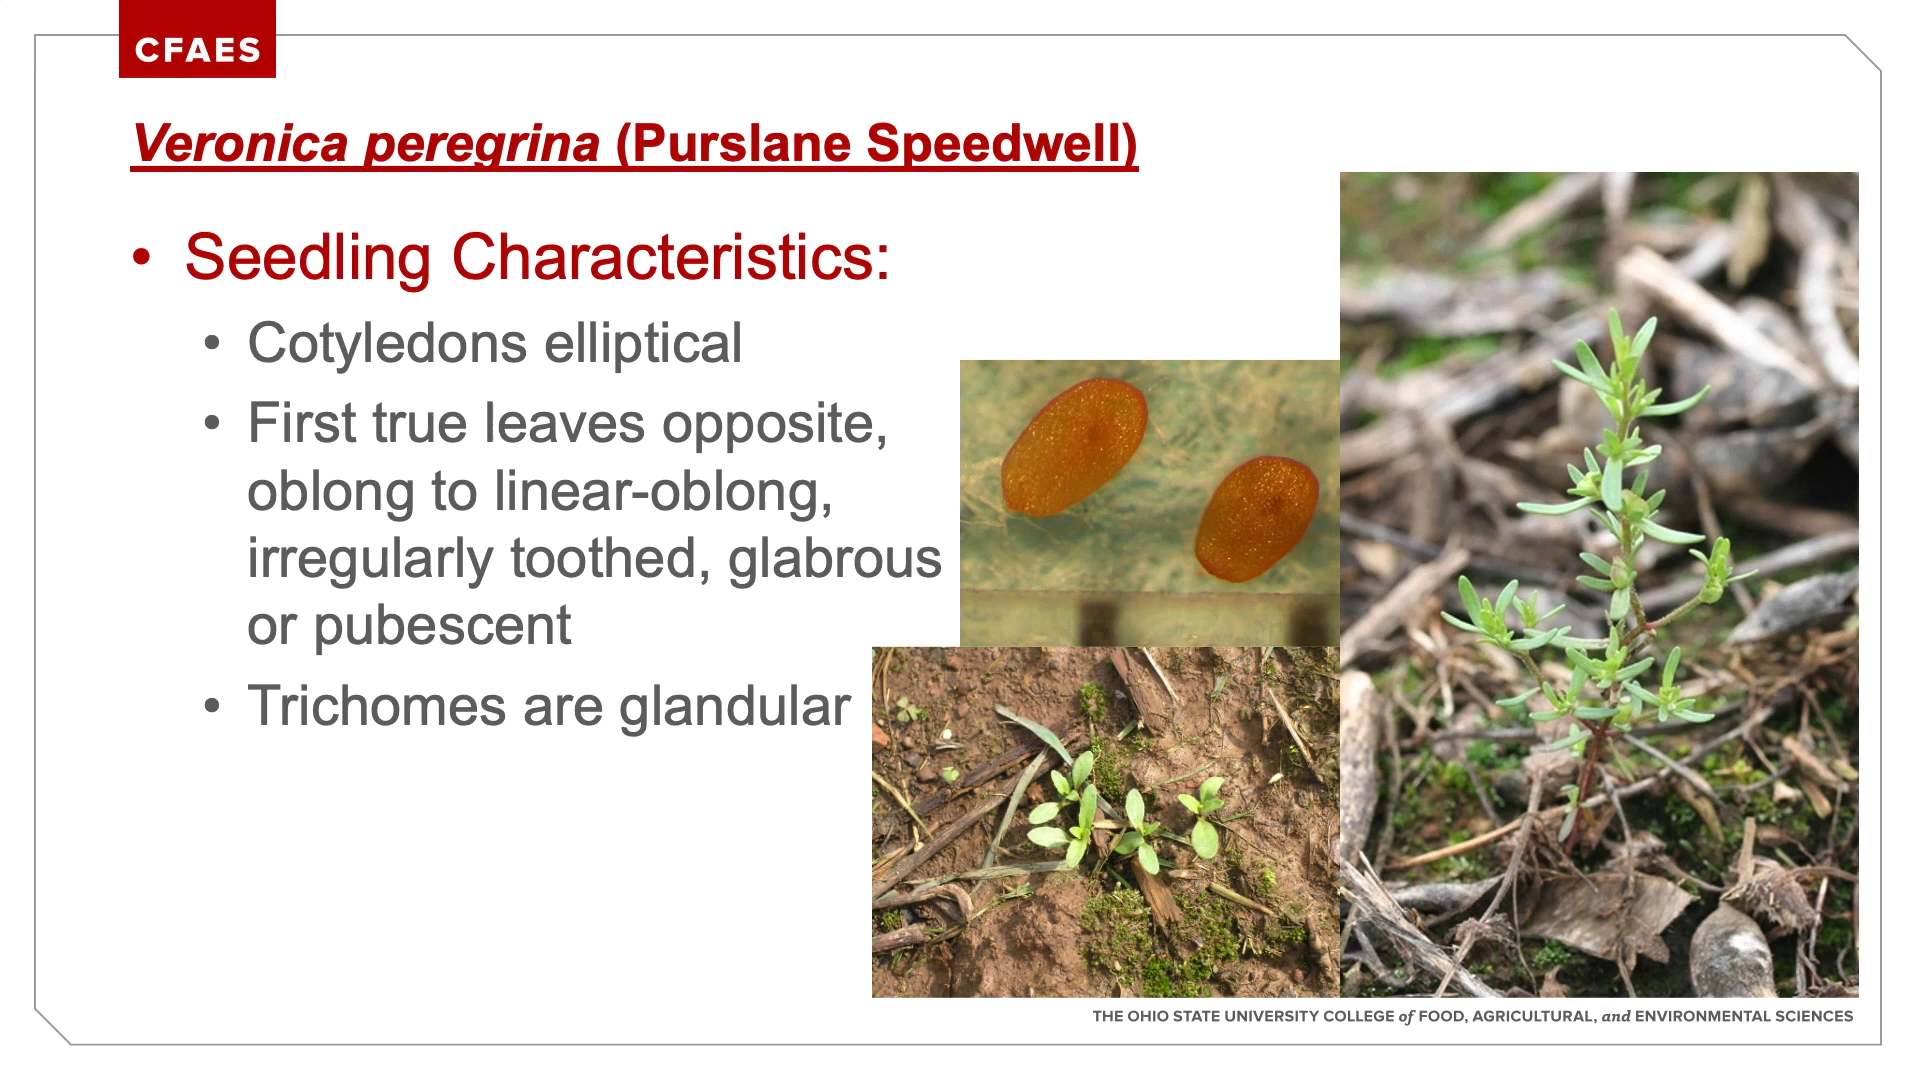 CFAES
Veronica peregrina (Purslane Speedwell)
• Seedling Characteristics:
• Cotyledons elliptical
• First true leaves opposite,
oblong to linear-oblong,
irregularly toothed, glabrous
or pubescent
• Trichomes are glandular
THE OHIO STATE UNIVERSITY COLLEGE of FOOD, AGRICULTURAL, and ENVIRONMENTAL SCIENCES